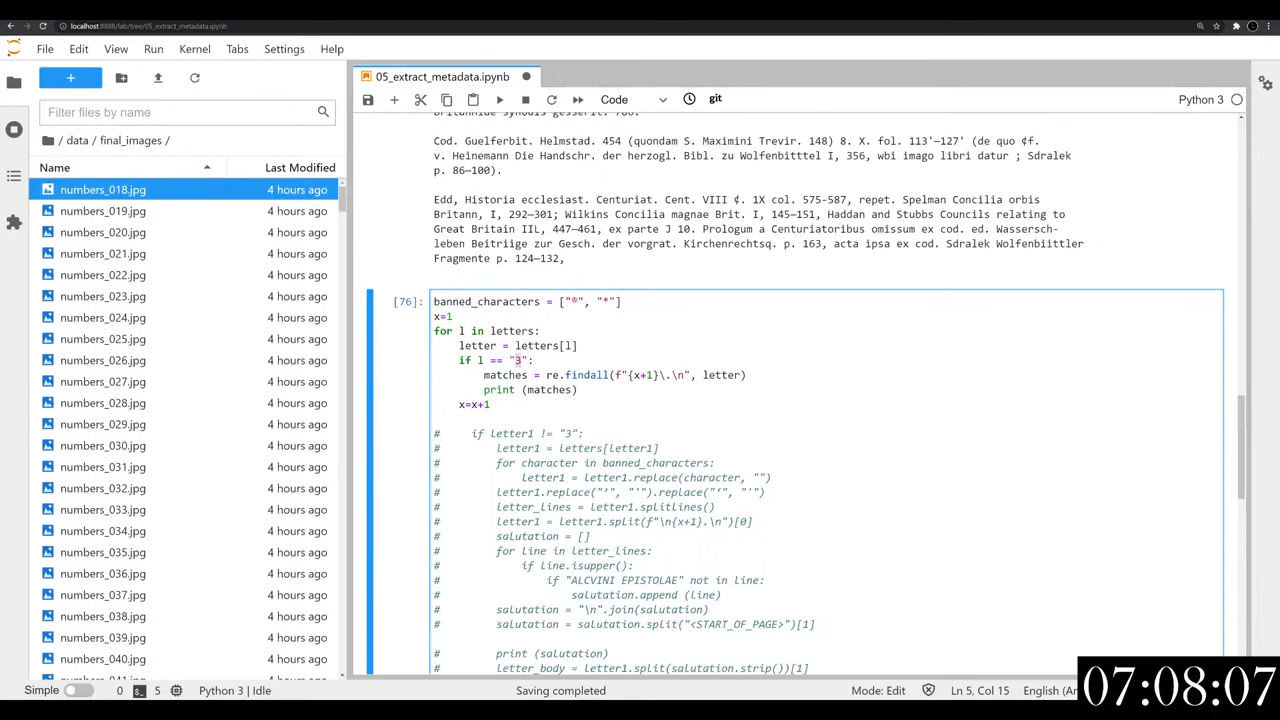 localhost:8888/lab/tree/05_extract_metadata.ipynb
File Edit View Run Kernel Tabs Settings Help
+
Filter files by name
/ data / final_images /
Name Last Modified
numbers_018.jpg 4 hours ago
numbers_019.jpg 4 hours ago
numbers_020.jpg 4 hours ago
numbers_021.jpg 4 hours ago
numbers_022.jpg 4 hours ago
numbers_023.jpg 4 hours ago
numbers_024.jpg 4 hours ago
numbers_025.jpg 4 hours ago
numbers_026.jpg 4 hours ago
numbers_027.jpg 4 hours ago
numbers_028.jpg 4 hours ago
numbers_029.jpg 4 hours ago
numbers_030.jpg 4 hours ago
numbers_031.jpg 4 hours ago
numbers_032.jpg 4 hours ago
numbers_033.jpg 4 hours ago
numbers_034.jpg 4 hours ago
numbers_035.jpg 4 hours ago
numbers_036.jpg 4 hours ago
numbers_037.jpg 4 hours ago
numbers_038.jpg 4 hours ago
numbers_039.jpg 4 hours ago
numbers_040.jpg 4 hours ago
05_extract_metadata.ipynb
Code git Python 3
Britanniae synodis gesserit. 786.
Cod. Guelferbit. Helmstad. 454 (quondam S. Maximini Trevir. 148) 8. X. fol. 113'—127' (de quo ¢f.
v. Heinemann Die Handschr. der herzogl. Bibl. zu Wolfenbitttel I, 356, wbi imago libri datur ; Sdralek
p. 86—100).
Edd, Historia ecclesiast. Centuriat. Cent. VIII ¢. 1X col. 575-587, repet. Spelman Concilia orbis
Britann, I, 292—301; Wilkins Concilia magnae Brit. I, 145—151, Haddan and Stubbs Councils relating to
Great Britain IIL, 447—461, ex parte J 10. Prologum a Centuriatoribus omissum ex cod. ed. Wassersch-
leben Beitriige zur Gesch. der vorgrat. Kirchenrechtsq. p. 163, acta ipsa ex cod. Sdralek Wolfenbiittler
Fragmente p. 124—132,
[76]: banned_characters = ["®", "*"]
x=1
for l in letters:
letter = letters[l]
if l == "3":
matches = re.findall(f"{x+1}\.\n", letter)
print (matches)
x=x+1
# if letter1 != "3":
# letter1 = letters[letter1]
# for character in banned_characters:
# letter1 = letter1.replace(character, "")
# letter1.replace("’", "'").replace("‘", "'")
# letter_lines = letter1.splitlines()
# letter1 = letter1.split(f"\n{x+1}.\n")[0]
# salutation = []
# for line in letter_lines:
# if line.isupper():
# if "ALCVINI EPISTOLAE" not in line:
# salutation.append (line)
# salutation = "\n".join(salutation)
# salutation = salutation.split("<START_OF_PAGE>")[1]
# print (salutation)
# letter_body = letter1.split(salutation.strip())[1]
Simple 0 5 Python 3 | Idle Saving completed Mode: Edit Ln 5, Col 15 English (Am
07:08:07